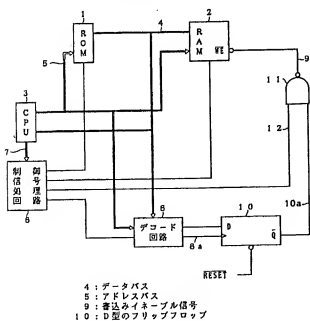 1
ROM
2
RAM
WE
4
5
3
CPU
7
制御信号処理回路
6
9
11
12
8
デコード回路
8a
10
D
Q
10a
RESET
4：データバス
5：アドレスバス
9：書込みイネーブル信号
10：D型のフリップフロップ